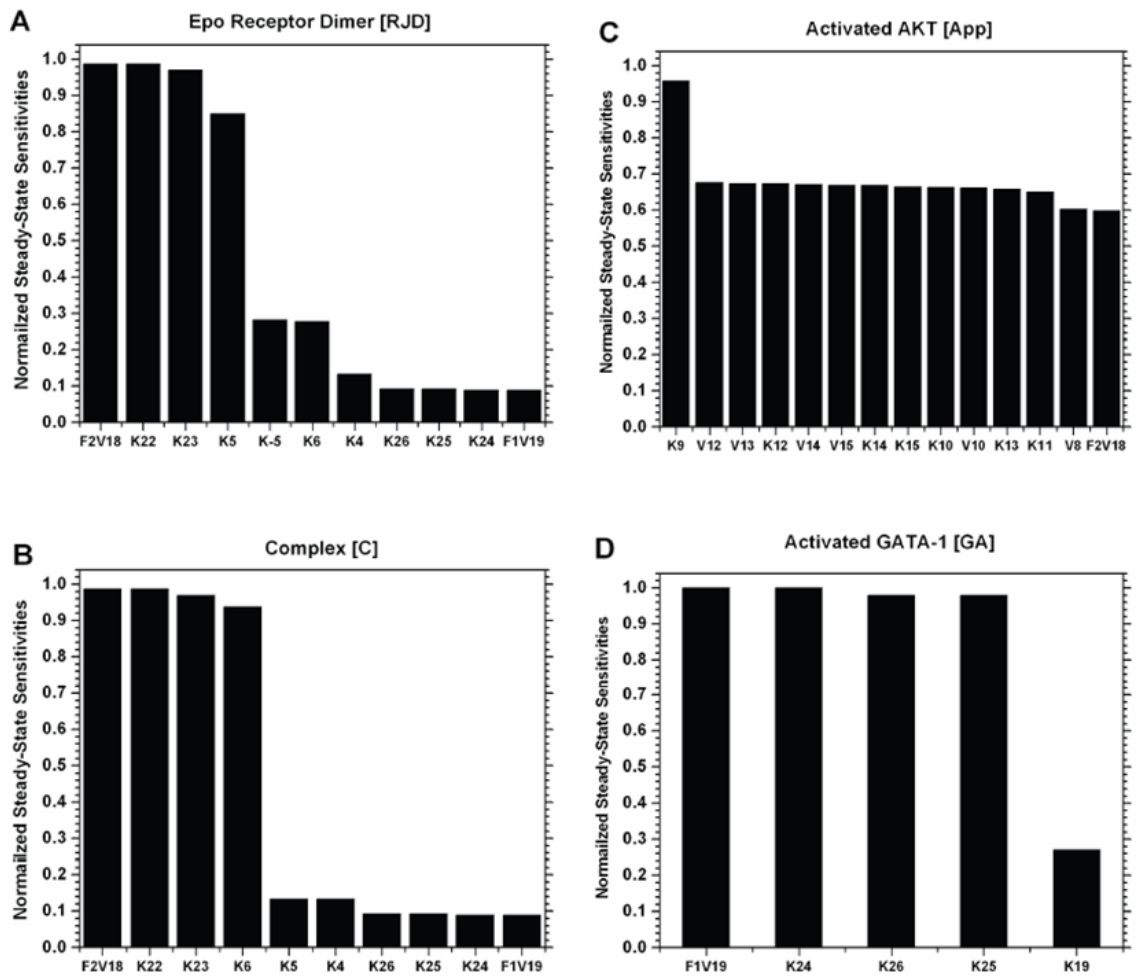 A
Epo Receptor Dimer [RJD]
Normailzed Steady-State Sensitivities
1.0
0.9
0.8
0.7
0.6
0.5
0.4
0.3
0.2
0.1
0.0
F2V18 K22 K23 K5 K-5 K6 K4 K26 K25 K24 F1V19
C
Activated AKT [App]
Normailzed Steady-State Sensitivities
1.0
0.9
0.8
0.7
0.6
0.5
0.4
0.3
0.2
0.1
0.0
K9 V12 V13 K12 V14 V15 K14 K15 K10 V10 K13 K11 V8 F2V18
B
Complex [C]
Normailzed Steady-State Sensitivities
1.0
0.9
0.8
0.7
0.6
0.5
0.4
0.3
0.2
0.1
0.0
F2V18 K22 K23 K6 K5 K4 K26 K25 K24 F1V19
D
Activated GATA-1 [GA]
Normailzed Steady-State Sensitivities
1.0
0.9
0.8
0.7
0.6
0.5
0.4
0.3
0.2
0.1
0.0
F1V19 K24 K26 K25 K19